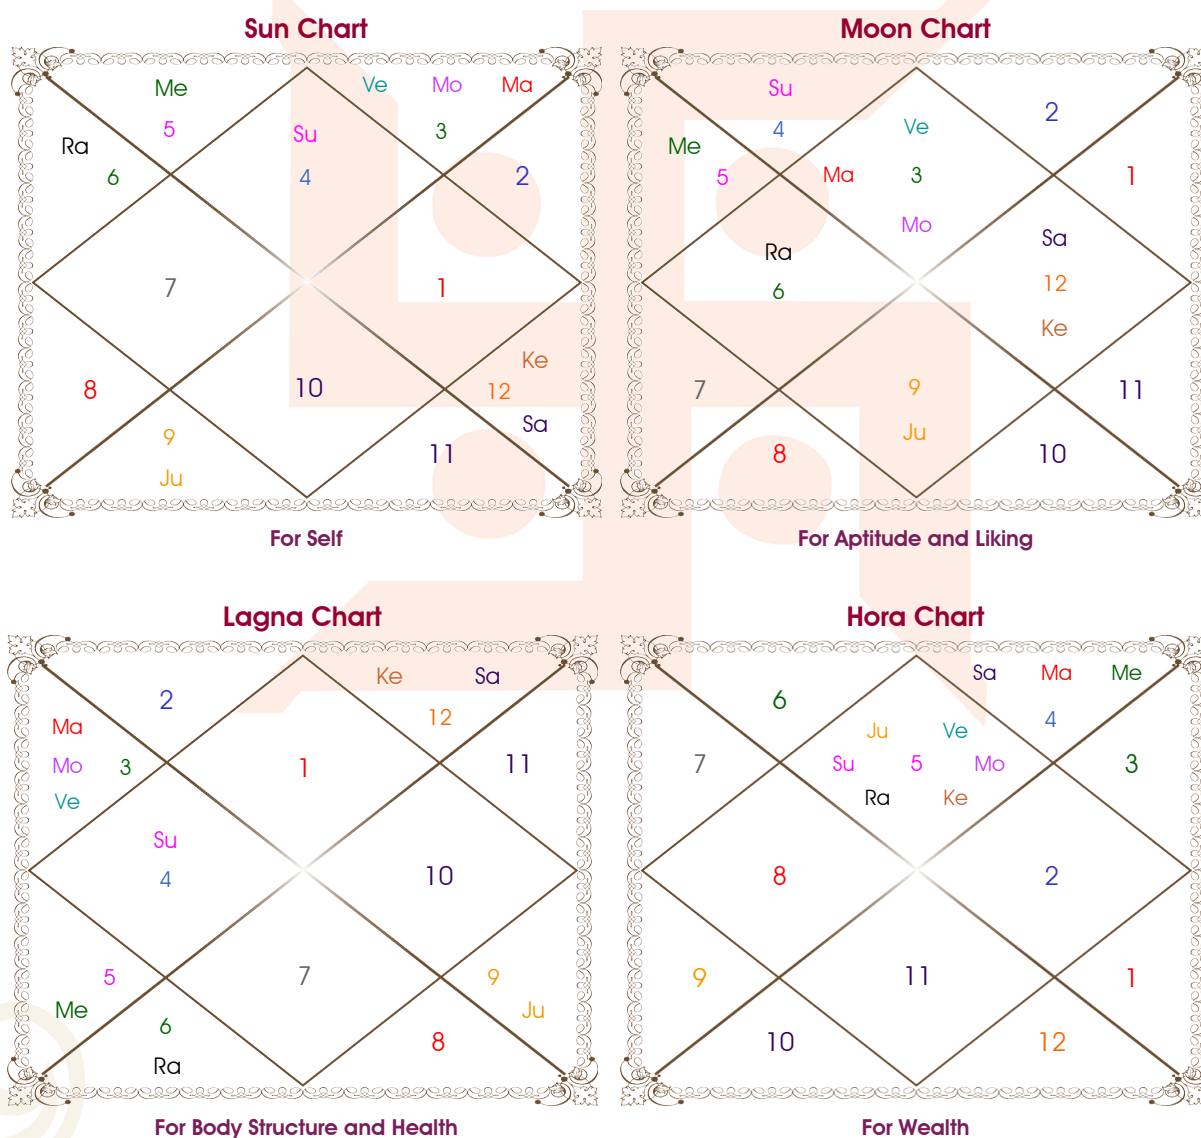 Sun Chart
Me
5
Ra
6
Su
4
Ve Mo Ma
3
2
7
1
8
9
Ju
10
Ke
12
Sa
11
For Self
Moon Chart
Su
4
Me
5
Ve
Ma 3
Mo
2
1
Ra
6
Sa
12
Ke
7
8
9
Ju
11
10
For Aptitude and Liking
Lagna Chart
2
Ma
Mo 3
Ve
1
Ke Sa
12
11
Su
4
10
5
Me
6
Ra
7
9
Ju
8
For Body Structure and Health
Hora Chart
6
7
Ju Ve
Su 5 Mo
Ra Ke
Sa Ma Me
4
3
8
2
9
10
11
1
12
For Wealth